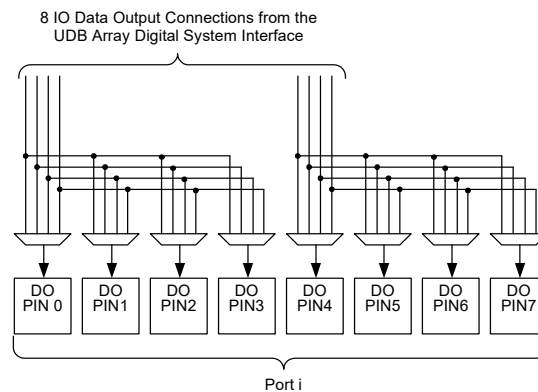 8 IO Data Output Connections from the
UDB Array Digital System Interface
DO
PIN 0
DO
PIN1
DO
PIN2
DO
PIN3
DO
PIN4
DO
PIN5
DO
PIN6
DO
PIN7
Port i